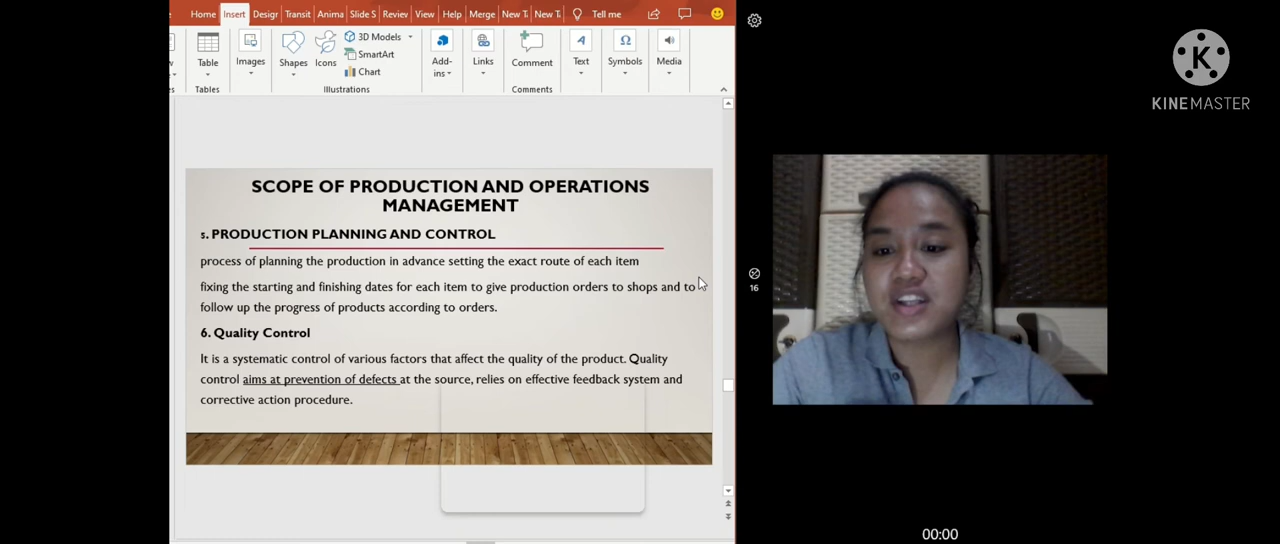 Home Insert Desigr Transit Anima Slide S Review View Help Merge New T New T Tell me
Table Images Shapes Icons 3D Models SmartArt Chart Add-ins Links Comment Text Symbols Media
Tables Illustrations Comments
KINEMASTER
SCOPE OF PRODUCTION AND OPERATIONS
MANAGEMENT
5. PRODUCTION PLANNING AND CONTROL
process of planning the production in advance setting the exact route of each item
fixing the starting and finishing dates for each item to give production orders to shops and to
follow up the progress of products according to orders.
6. Quality Control
It is a systematic control of various factors that affect the quality of the product. Quality
control aims at prevention of defects at the source, relies on effective feedback system and
corrective action procedure.
16
00:00